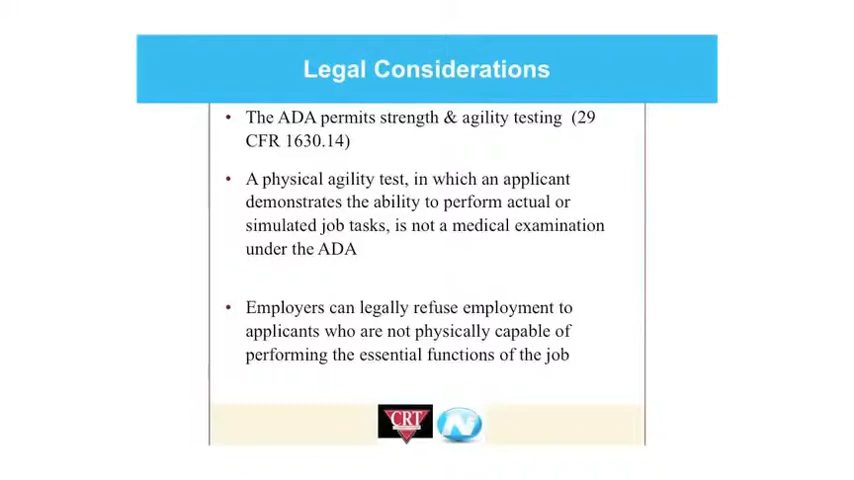 Legal Considerations
• The ADA permits strength & agility testing (29
CFR 1630.14)
• A physical agility test, in which an applicant
demonstrates the ability to perform actual or
simulated job tasks, is not a medical examination
under the ADA
• Employers can legally refuse employment to
applicants who are not physically capable of
performing the essential functions of the job
CRT
N